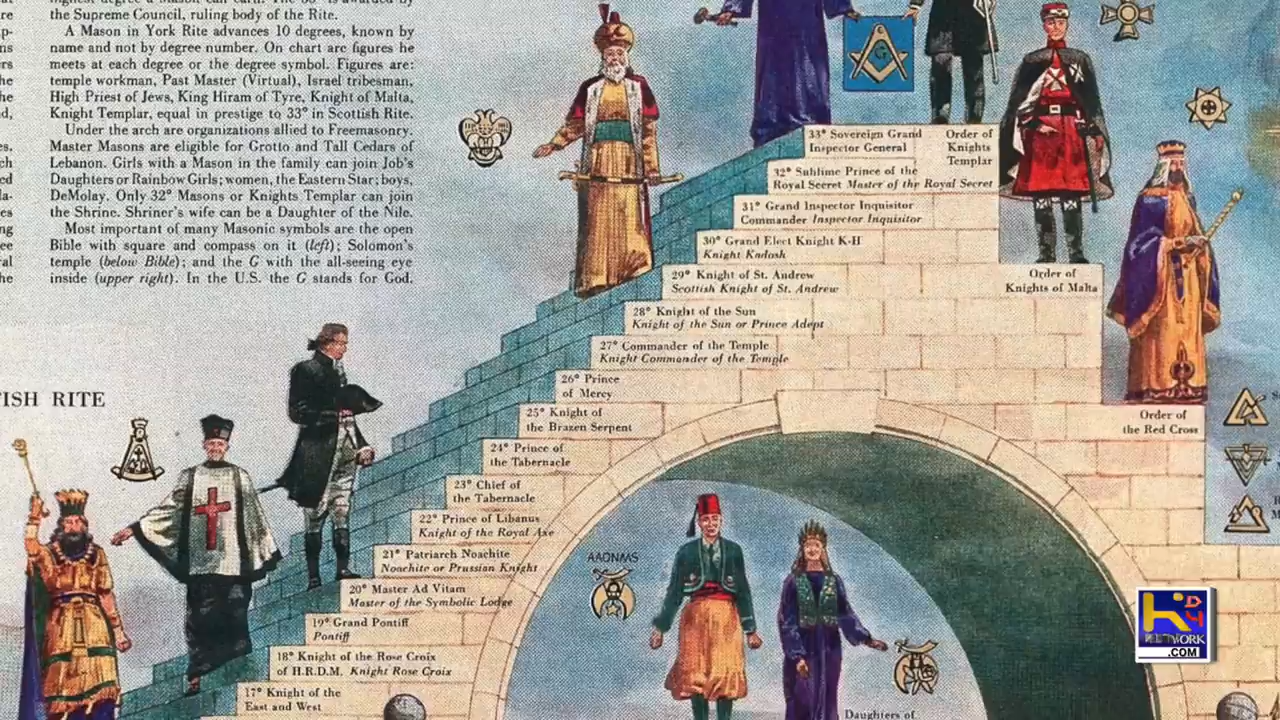 the Supreme Council, ruling body of the Rite.
A Mason in York Rite advances 10 degrees, known by
name and not by degree number. On chart are figures he
meets at each degree or the degree symbol. Figures are:
temple workman, Past Master (Virtual), Israel tribesman,
High Priest of Jews, King Hiram of Tyre, Knight of Malta,
Knight Templar, equal in prestige to 33° in Scottish Rite.
Under the arch are organizations allied to Freemasonry.
Master Masons are eligible for Grotto and Tall Cedars of
Lebanon. Girls with a Mason in the family can join Job's
Daughters or Rainbow Girls; women, the Eastern Star; boys,
DeMolay. Only 32° Masons or Knights Templar can join
the Shrine. Shriner's wife can be a Daughter of the Nile.
Most important of many Masonic symbols are the open
Bible with square and compass on it (left); Solomon's
temple (below Bible); and the G with the all-seeing eye
inside (upper right). In the U.S. the G stands for God.
G
33° Sovereign Grand
Inspector General
Order of
Knights
Templar
32° Sublime Prince of the
Royal Secret Master of the Royal Secret
31° Grand Inspector Inquisitor
Commander Inspector Inquisitor
30° Grand Elect Knight K-H
Knight Kadosh
29° Knight of St. Andrew
Scottish Knight of St. Andrew
Order of
Knights of Malta
28° Knight of the Sun
Knight of the Sun or Prince Adept
27° Commander of the Temple
Knight Commander of the Temple
26° Prince
of Mercy
25° Knight of
the Brazen Serpent
Order of
the Red Cross
ISH RITE
24° Prince of
the Tabernacle
23° Chief of
the Tabernacle
22° Prince of Libanus
Knight of the Royal Axe
21° Patriarch Noachite
Noachite or Prussian Knight
AAONMS
20° Master Ad Vitam
Master of the Symbolic Lodge
19° Grand Pontiff
Pontiff
18° Knight of the Rose Croix
of H.R.D.M. Knight Rose Croix
17° Knight of the
East and West
Daughters of
.COM